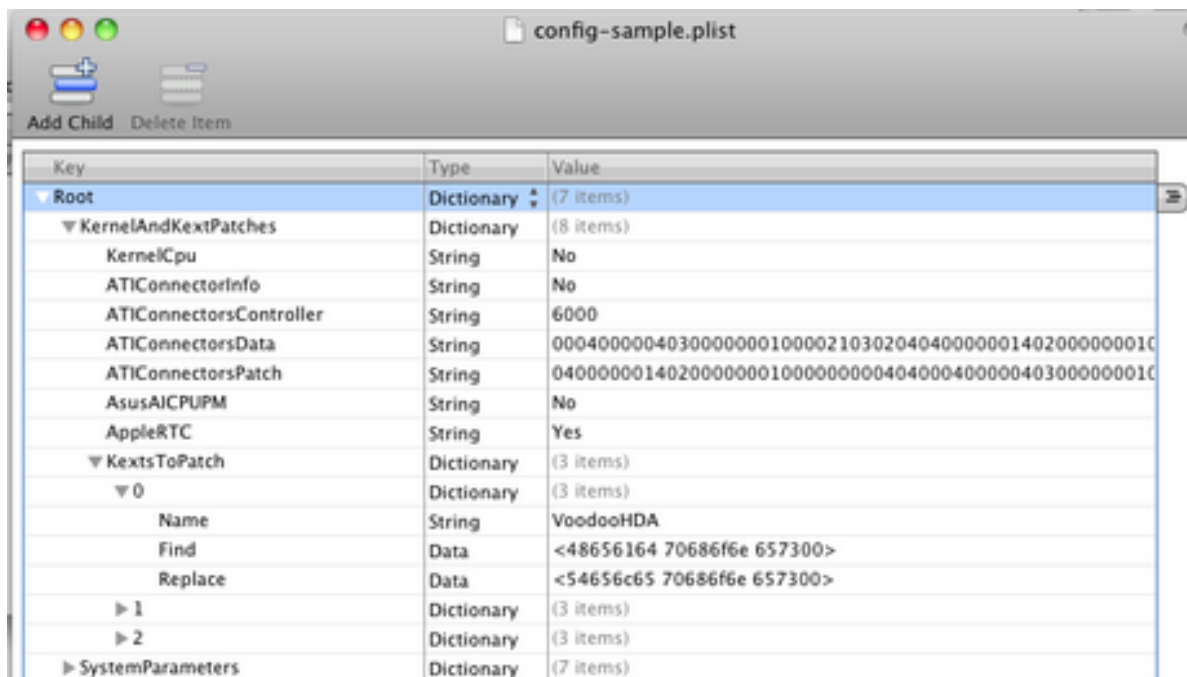 config-sample.plist
Add Child Delete Item
Key Type Value
Root Dictionary (7 items)
KernelAndKextPatches Dictionary (8 items)
KernelCpu String No
ATIConnectorInfo String No
ATIConnectorsController String 6000
ATIConnectorsData String 00040000040300000001000021030204040000001402000000010
ATIConnectorsPatch String 04000000140200000001000000000404000400000403000000010
AsusAICPUPM String No
AppleRTC String Yes
KextsToPatch Dictionary (3 items)
0 Dictionary (3 items)
Name String VoodooHDA
Find Data <48656164 70686f6e 657300>
Replace Data <54656c65 70686f6e 657300>
1 Dictionary (3 items)
2 Dictionary (3 items)
SystemParameters Dictionary (7 items)